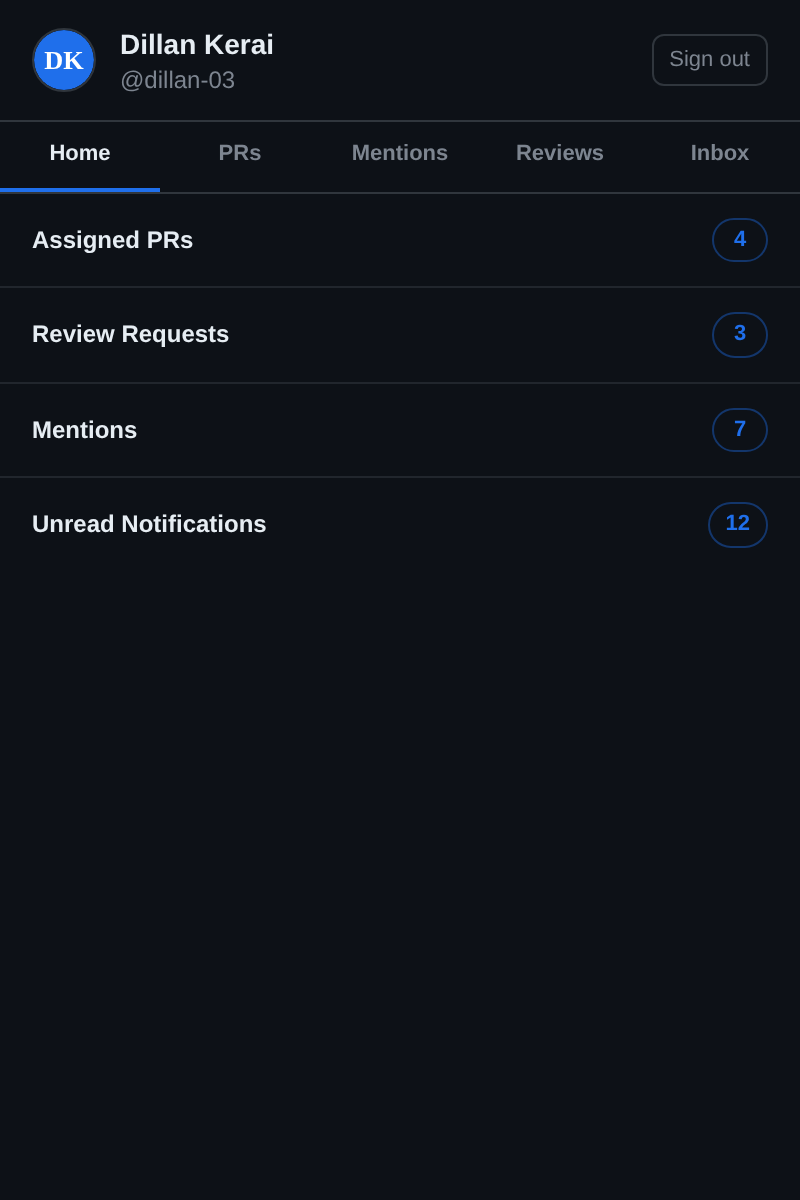 DK
Dillan Kerai
@dillan-03
Sign out
Home PRs Mentions Reviews Inbox
Assigned PRs 4
Review Requests 3
Mentions 7
Unread Notifications 12